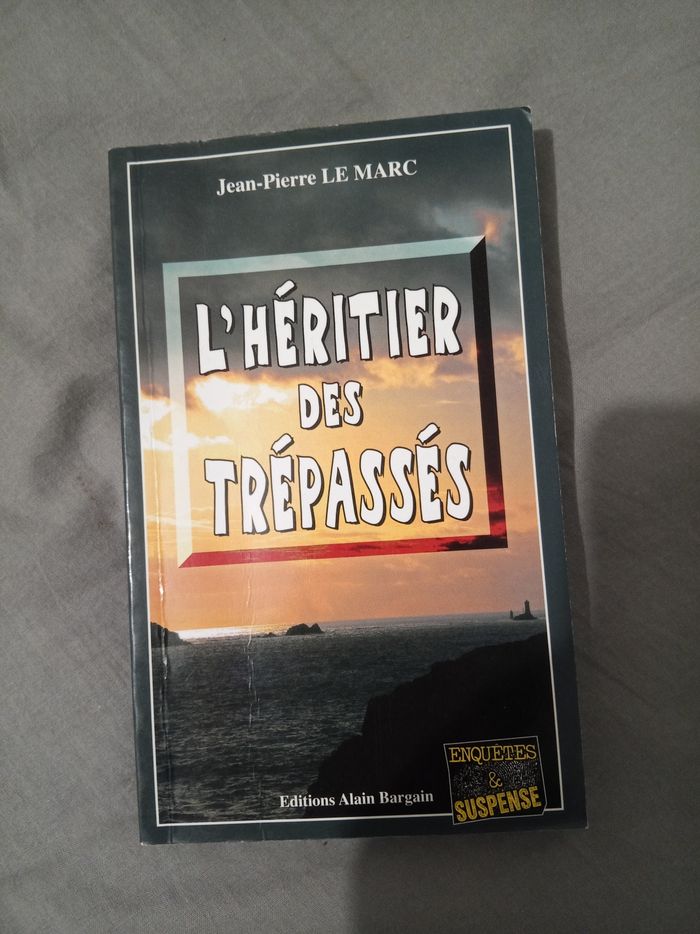 Jean-Pierre LE MARC
L'HÉRITIER
DES
TRÉPASSÉS
Editions Alain Bargain
ENQUÊTES
&
SUSPENSE